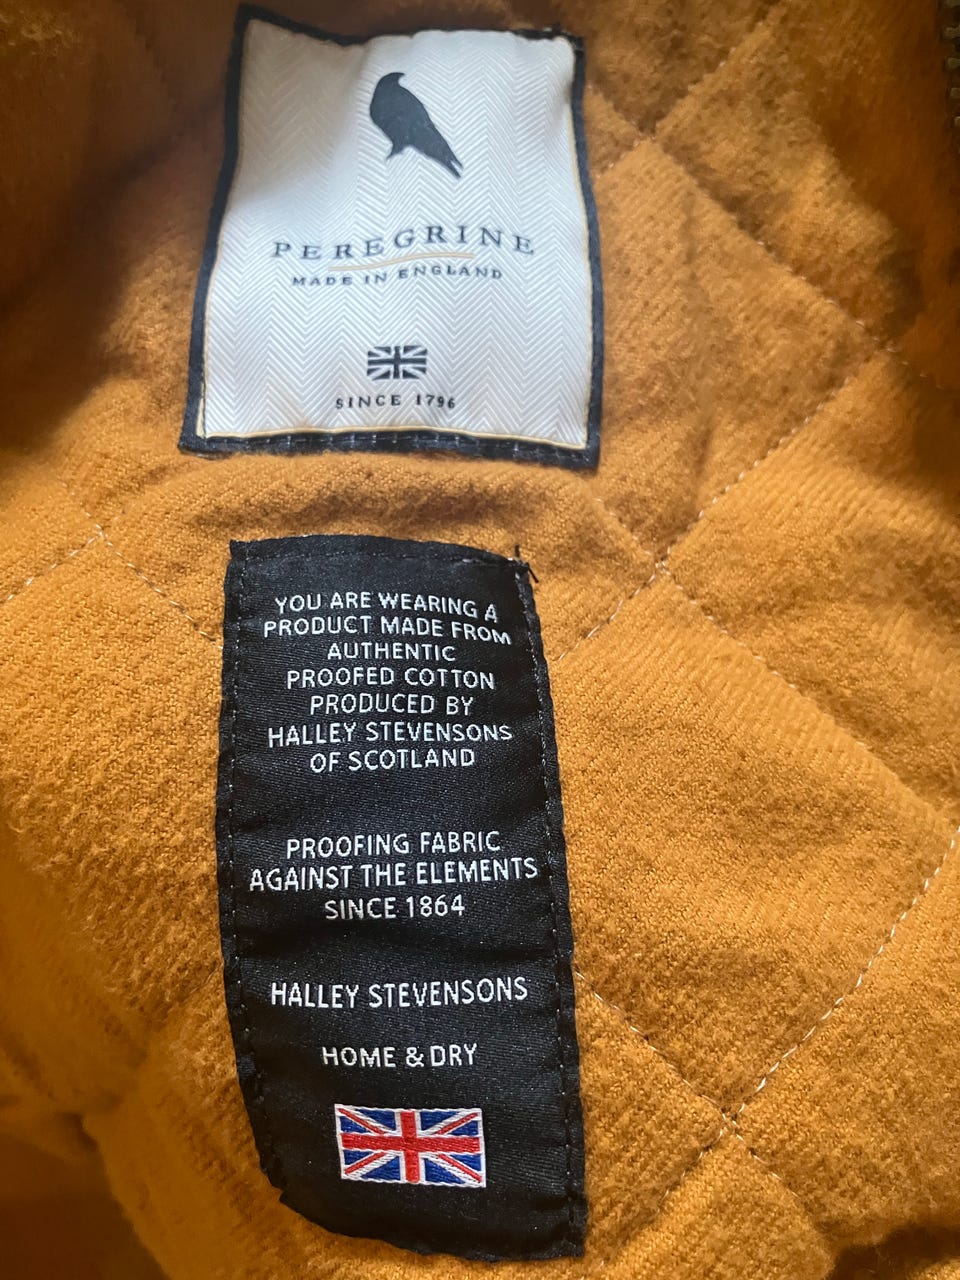 PEREGRINE
MADE IN ENGLAND
SINCE 1796
YOU ARE WEARING A
PRODUCT MADE FROM
AUTHENTIC
PROOFED COTTON
PRODUCED BY
HALLEY STEVENSONS
OF SCOTLAND
PROOFING FABRIC
AGAINST THE ELEMENTS
SINCE 1864
HALLEY STEVENSONS
HOME & DRY